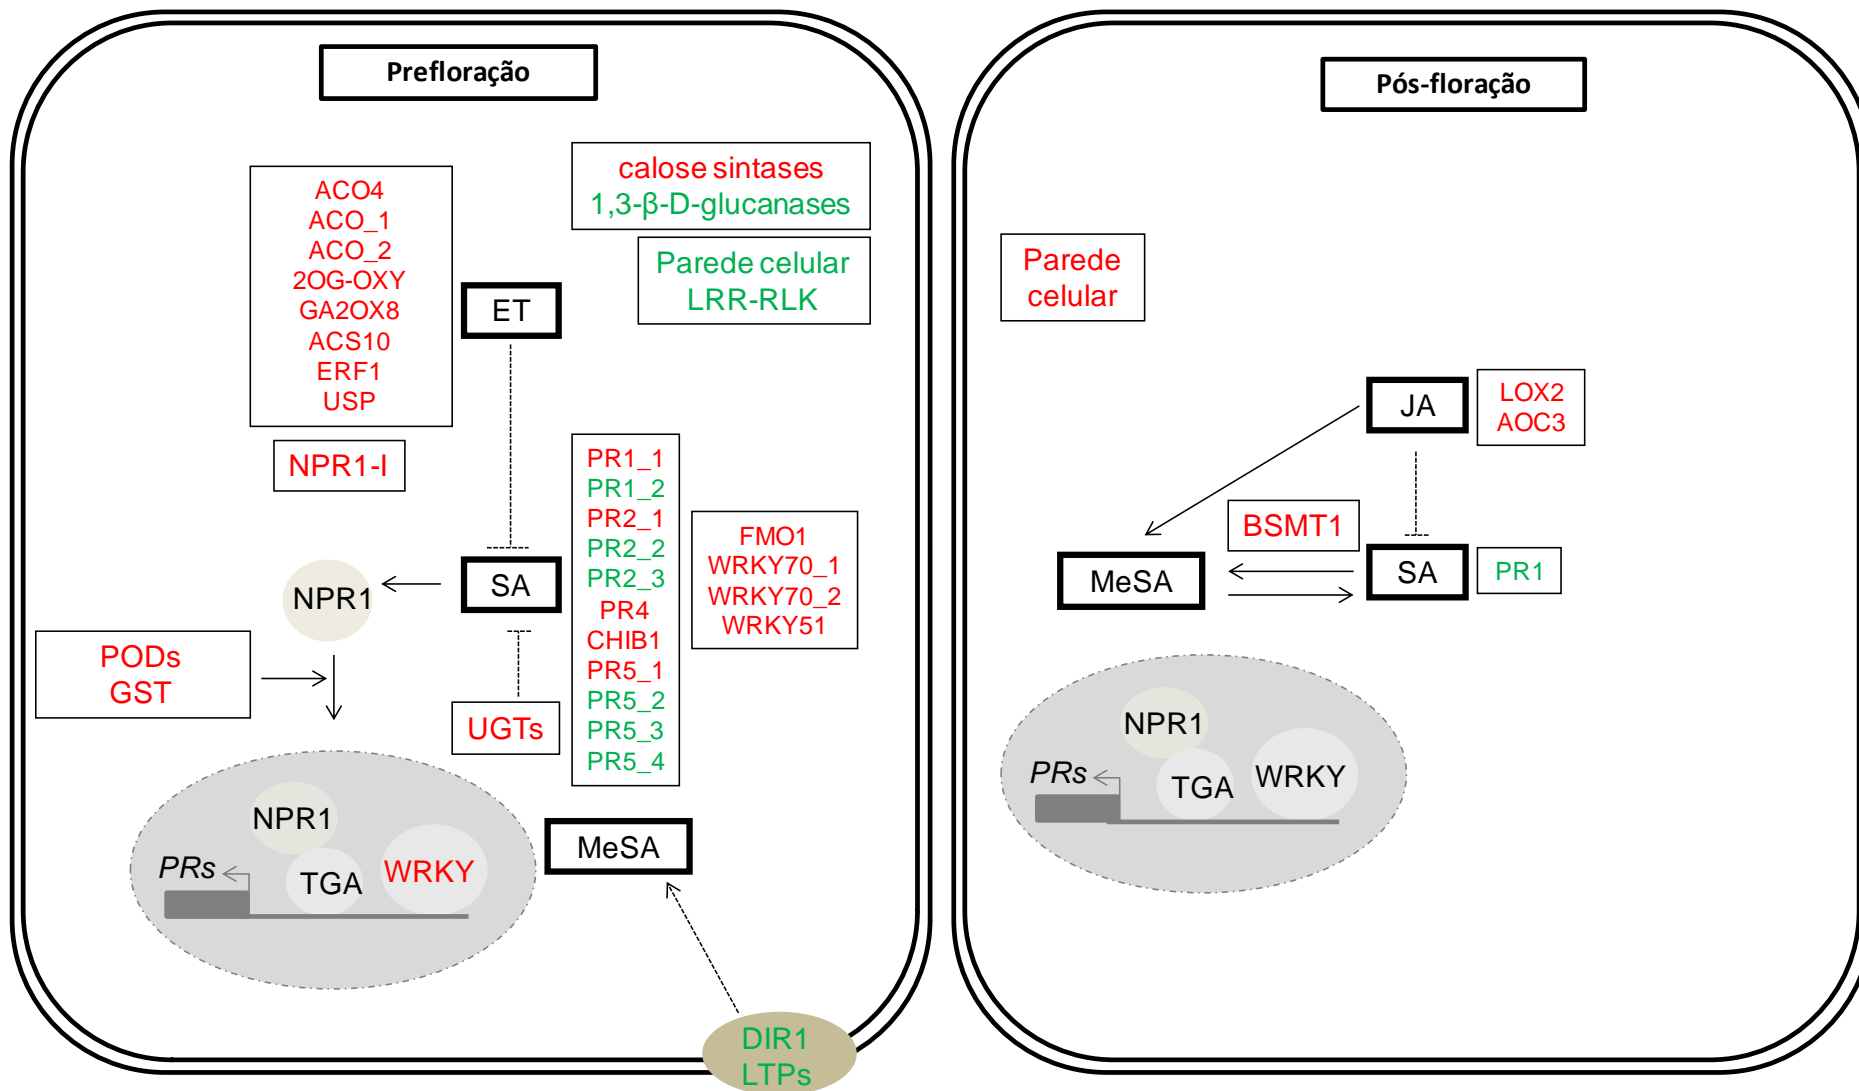 Prefloração
calose sintases
1,3-β-D-glucanases
Parede celular
LRR-RLK
ACO4
ACO_1
ACO_2
2OG-OXY
GA2OX8
ACS10
ERF1
USP
ET
NPR1-I
PR1_1
PR1_2
PR2_1
PR2_2
PR2_3
PR4
CHIB1
PR5_1
PR5_2
PR5_3
PR5_4
FMO1
WRKY70_1
WRKY70_2
WRKY51
SA
NPR1
PODs
GST
UGTs
NPR1
PRs
TGA
WRKY
MeSA
DIR1
LTPs
Pós-floração
Parede
celular
JA
LOX2
AOC3
BSMT1
MeSA
SA
PR1
NPR1
PRs
TGA
WRKY